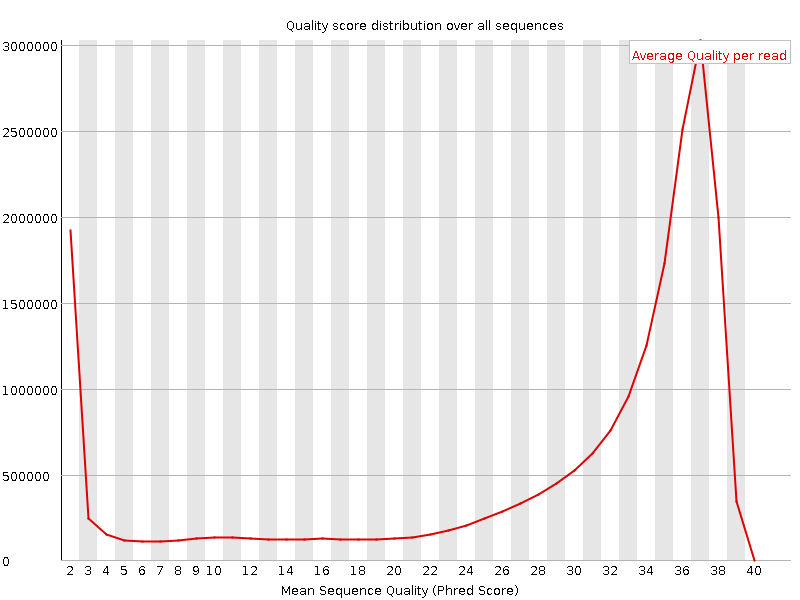 Quality score distribution over all sequences
3000000
Average Quality per read
2500000
2000000
1500000
1000000
500000
0
2 3 4 5 6 7 8 9 10 12 14 16 18 20 22 24 26 28 30 32 34 36 38 40
Mean Sequence Quality (Phred Score)